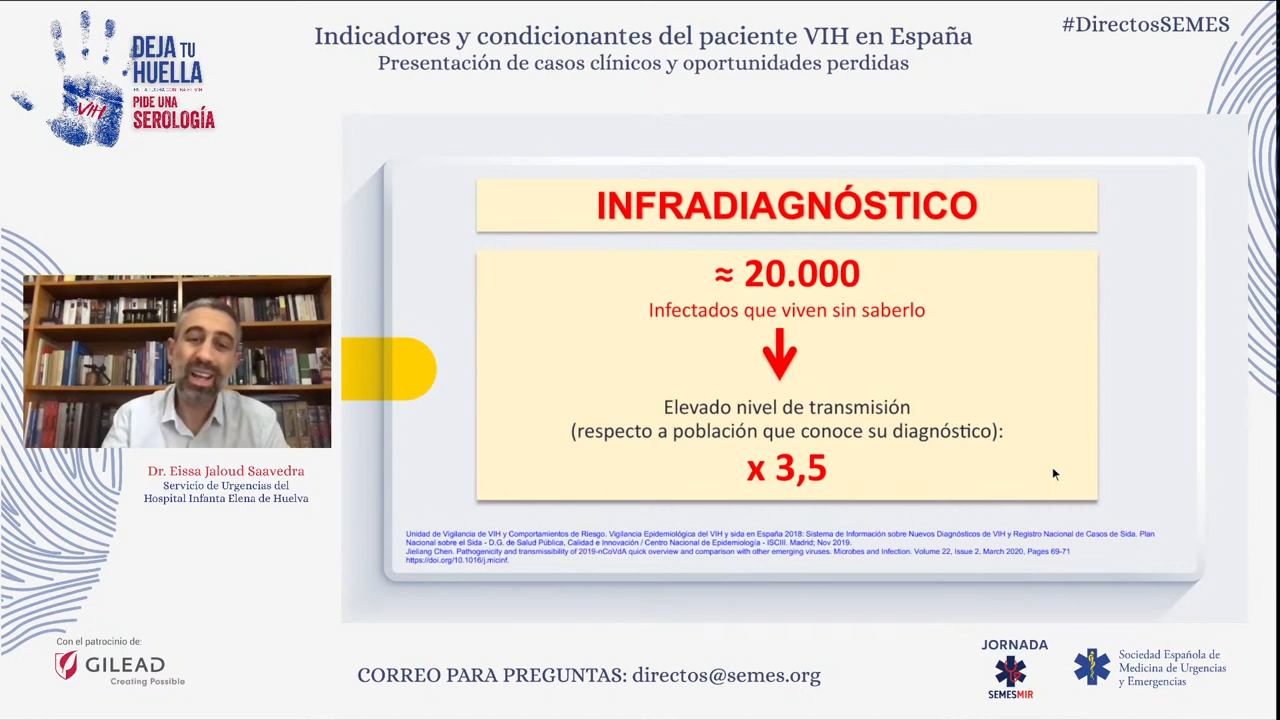 Indicadores y condicionantes del paciente VIH en España
Presentación de casos clínicos y oportunidades perdidas
#DirectosSEMES
DEJA TU
HUELLA
PIDE UNA
SEROLOGÍA
VIH
INFRADIAGNÓSTICO
≈ 20.000
Infectados que viven sin saberlo
Elevado nivel de transmisión
(respecto a población que conoce su diagnóstico):
x 3,5
Unidad de Vigilancia de VIH y Comportamientos de Riesgo. Vigilancia Epidemiológica del VIH y sida en España 2018: Sistema de Información sobre Nuevos Diagnósticos de VIH y Registro Nacional de Casos de Sida. Plan
Nacional sobre el Sida - D.G. de Salud Pública, Calidad e Innovación / Centro Nacional de Epidemiología - ISCIII. Madrid; Nov 2019.
Jieliang Chen. Pathogenicity and transmissibility of 2019-nCoVdA quick overview and comparison with other emerging viruses. Microbes and Infection. Volume 22, Issue 2. March 2020. Pages 69-71
https://doi.org/10.1016/j.micinf.
Dr. Eissa Jaloud Saavedra
Servicio de Urgencias del
Hospital Infanta Elena de Huelva
Con el patrocinio de:
GILEAD
Creating Possible
CORREO PARA PREGUNTAS: directos@semes.org
JORNADA
SEMESMIR
Sociedad Española de
Medicina de Urgencias
y Emergencias